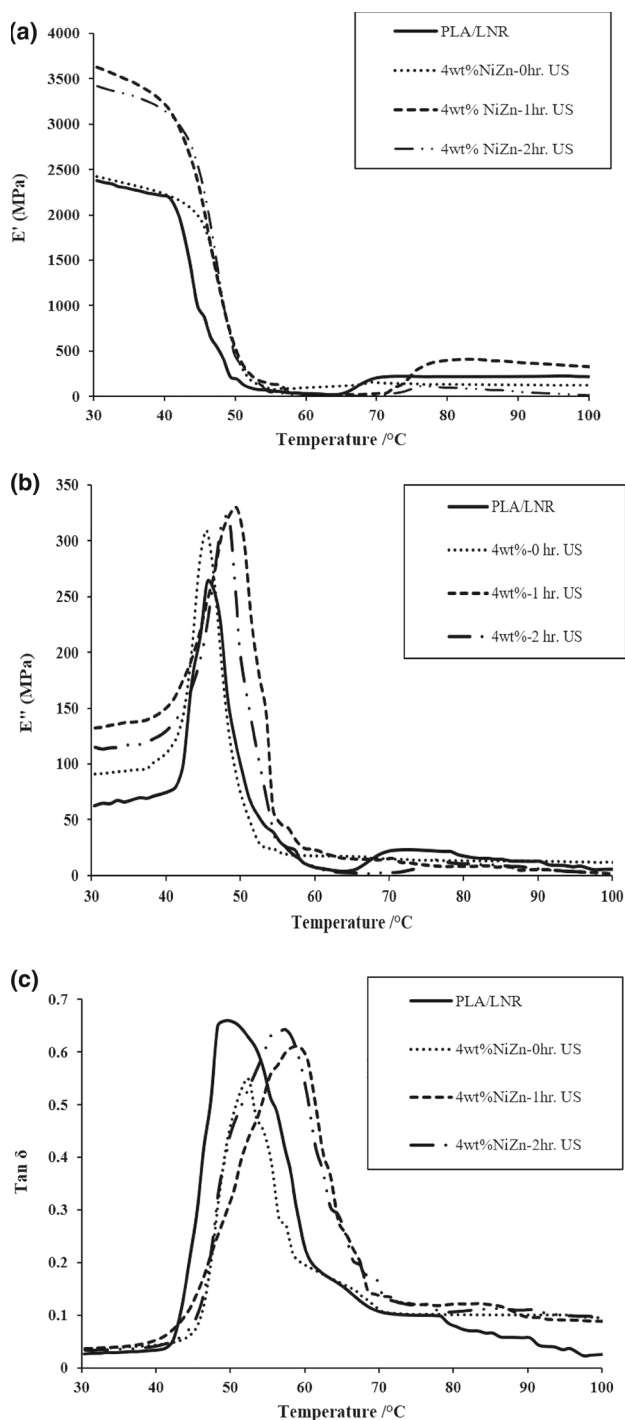 (a)
4000
3500
3000
2500
2000
1500
1000
500
0
E' (MPa)
30 40 50 60 70 80 90 100
Temperature /°C
PLA/LNR
4wt%NiZn-0hr. US
4wt% NiZn-1hr. US
4wt% NiZn-2hr. US
(b)
350
300
250
200
150
100
50
0
E" (MPa)
30 40 50 60 70 80 90 100
Temperature /°C
PLA/LNR
4wt%-0 hr. US
4wt%-1 hr. US
4wt%-2 hr. US
(c)
0.7
0.6
0.5
0.4
0.3
0.2
0.1
0
Tan δ
30 40 50 60 70 80 90 100
Temperature /°C
PLA/LNR
4wt%NiZn-0hr. US
4wt%NiZn-1hr. US
4wt%NiZn-2hr. US